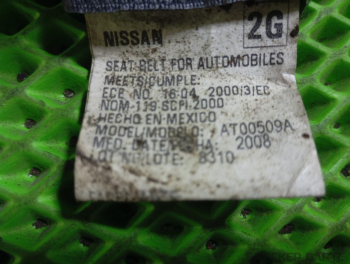 NISSAN 2G
SEAT BELT FOR AUTOMOBILES
MEETS/CUMPLE:
ECE NO. 16.04 2000/3/EC
NOM-119-SCFI-2000
HECHO EN MEXICO
MODEL/MODELO: AT00509A
MFD. DATE/FECHA: 2008
LOT NO/LOTE: 8310